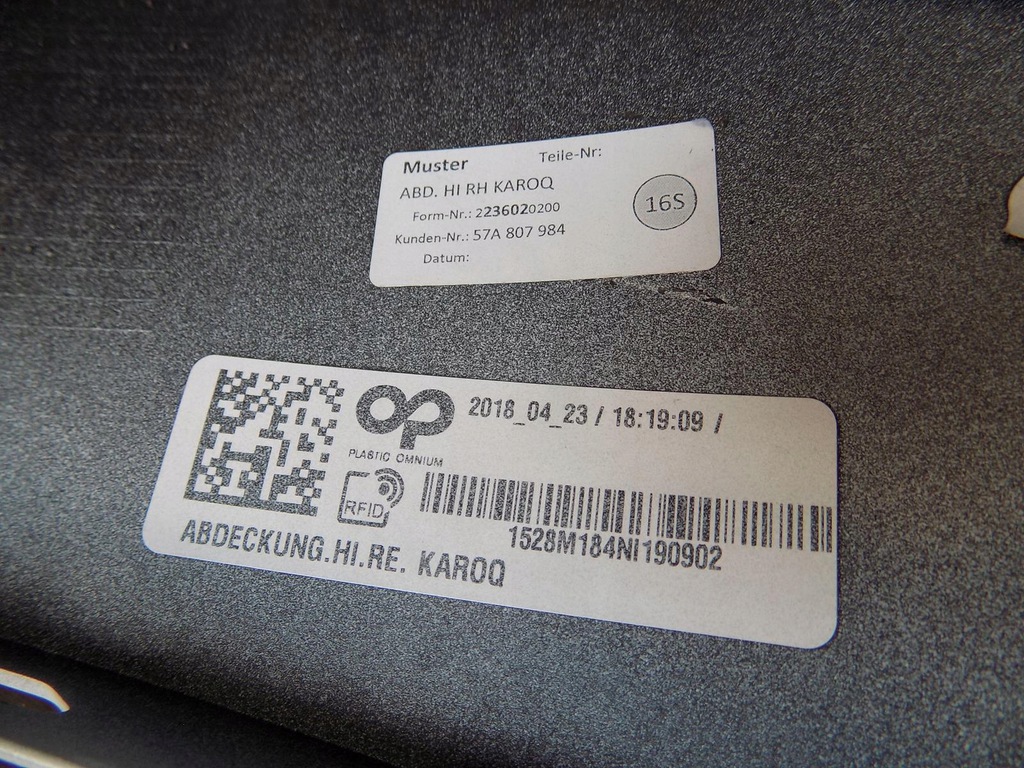 Muster Teile-Nr:
ABD. HI RH KAROQ
16S
Form-Nr.: 2236020200
Kunden-Nr.: 57A 807 984
Datum:
2018_04_23 / 18:19:09 /
PLASTIC OMNIUM
RFID
1528M184NI190902
ABDECKUNG.HI.RE. KAROQ